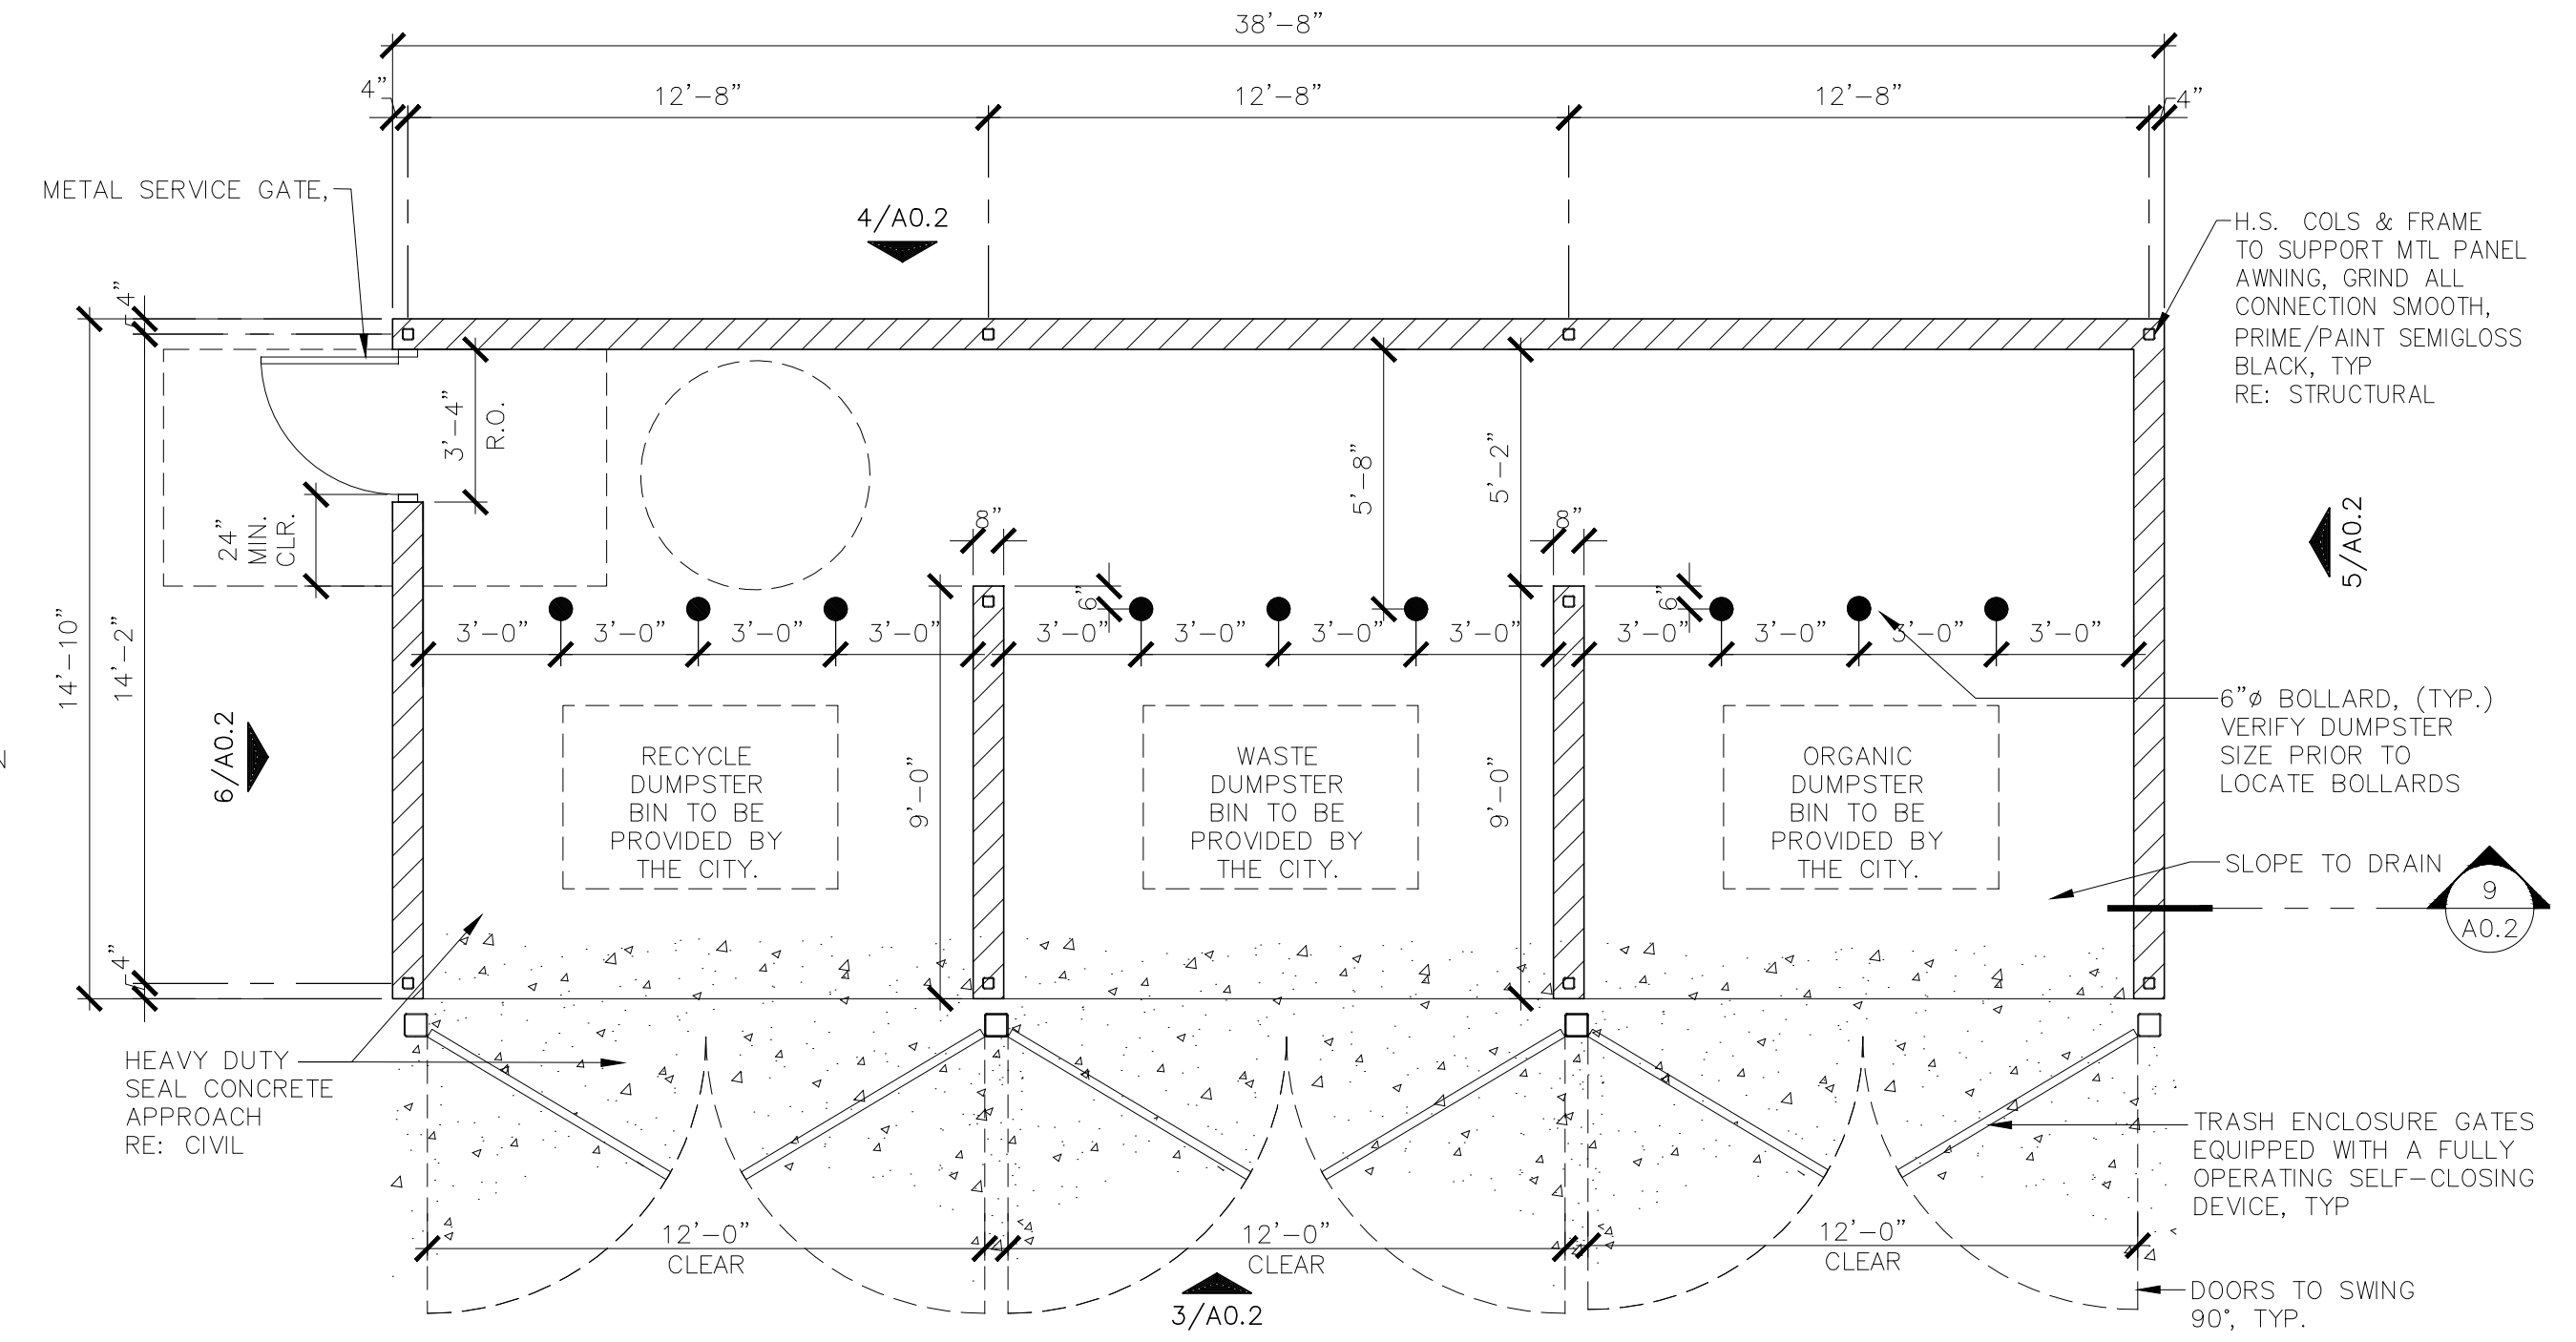 38'-8"
4"
12'-8"
12'-8"
12'-8"
4"
METAL SERVICE GATE,
4/A0.2
H.S. COLS & FRAME
TO SUPPORT MTL PANEL
AWNING, GRIND ALL
CONNECTION SMOOTH,
PRIME/PAINT SEMIGLOSS
BLACK, TYP
RE: STRUCTURAL
4"
3'-4"
R.O.
5'-8"
5'-2"
24"
MIN.
CLR.
8"
8"
5/A0.2
6"
6"
14'-10"
14'-2"
3'-0"
3'-0"
3'-0"
3'-0"
3'-0"
3'-0"
3'-0"
3'-0"
3'-0"
3'-0"
3'-0"
3'-0"
6"ø BOLLARD, (TYP.)
VERIFY DUMPSTER
SIZE PRIOR TO
LOCATE BOLLARDS
6/A0.2
RECYCLE
DUMPSTER
BIN TO BE
PROVIDED BY
THE CITY.
9'-0"
WASTE
DUMPSTER
BIN TO BE
PROVIDED BY
THE CITY.
9'-0"
ORGANIC
DUMPSTER
BIN TO BE
PROVIDED BY
THE CITY.
SLOPE TO DRAIN
9
A0.2
4"
HEAVY DUTY
SEAL CONCRETE
APPROACH
RE: CIVIL
TRASH ENCLOSURE GATES
EQUIPPED WITH A FULLY
OPERATING SELF-CLOSING
DEVICE, TYP
12'-0"
CLEAR
12'-0"
CLEAR
12'-0"
CLEAR
3/A0.2
DOORS TO SWING
90°, TYP.